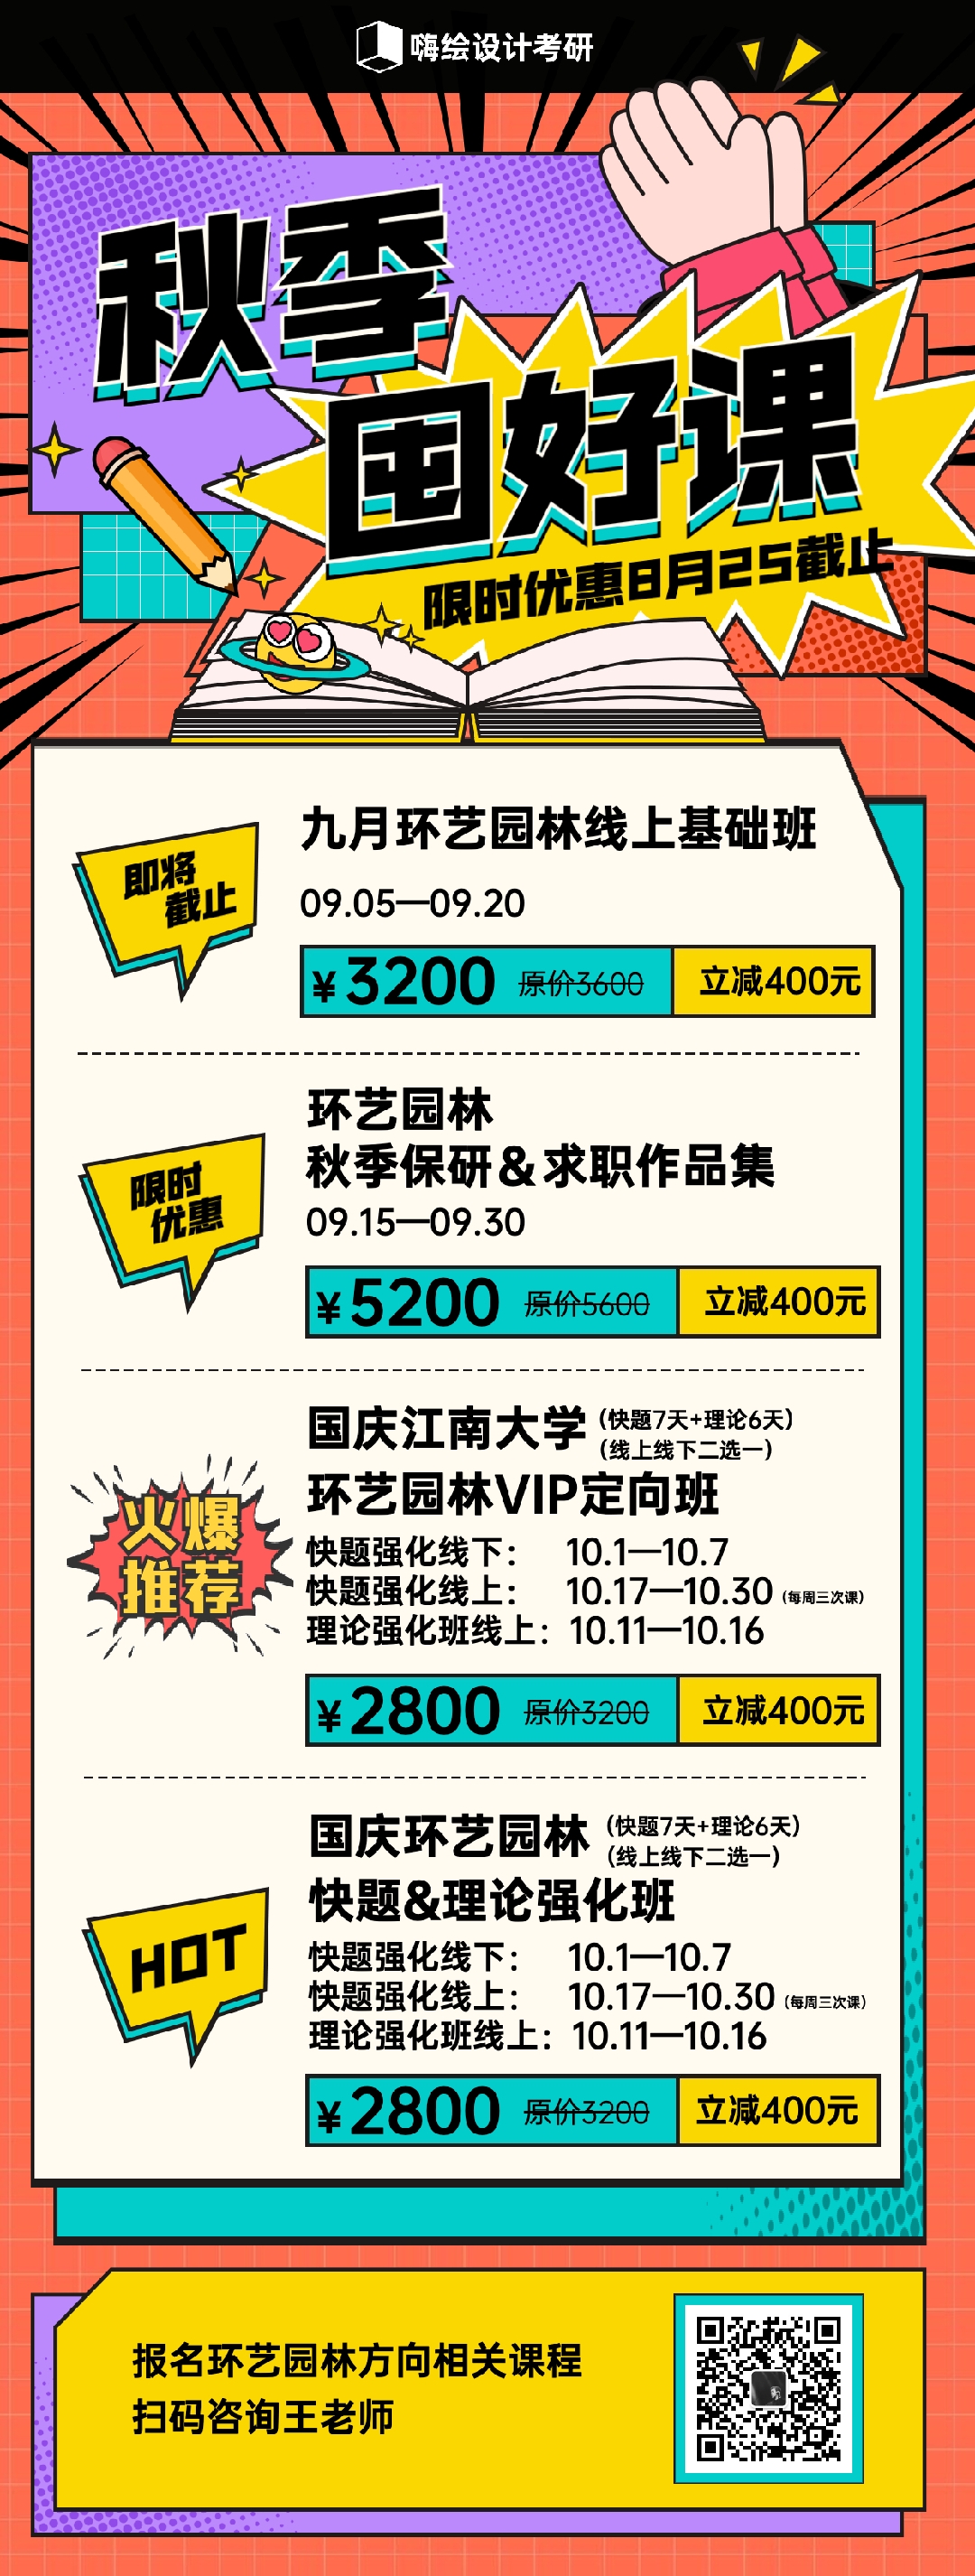 嗨绘设计考研
秋季
囤好课
限时优惠8月25截止
即将
截止
九月环艺园林线上基础班
09.05—09.20
¥3200 原价3600 立减400元
限时
优惠
环艺园林
秋季保研&求职作品集
09.15—09.30
¥5200 原价5600 立减400元
火爆
推荐
国庆江南大学 (快题7天+理论6天)
(线上线下二选一)
环艺园林VIP定向班
快题强化线下： 10.1—10.7
快题强化线上： 10.17—10.30 (每周三次课)
理论强化班线上：10.11—10.16
¥2800 原价3200 立减400元
HOT
国庆环艺园林 (快题7天+理论6天)
(线上线下二选一)
快题&理论强化班
快题强化线下： 10.1—10.7
快题强化线上： 10.17—10.30 (每周三次课)
理论强化班线上：10.11—10.16
¥2800 原价3200 立减400元
报名环艺园林方向相关课程
扫码咨询王老师